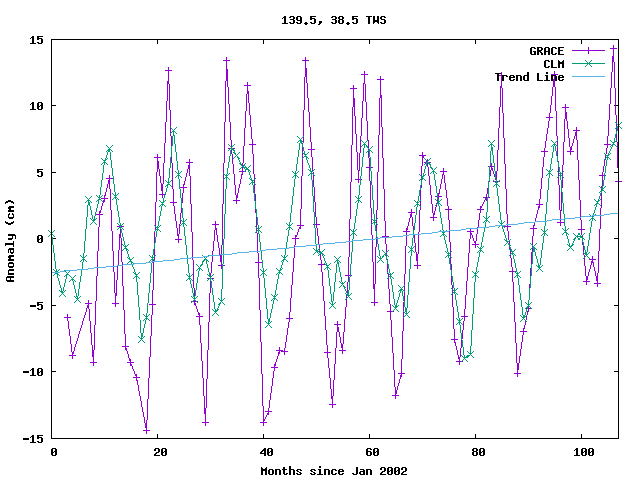 139.5, 38.5 TWS
GRACE
CLM
Trend Line
15
10
5
0
-5
-10
-15
Anomaly (cm)
0 20 40 60 80 100
Months since Jan 2002